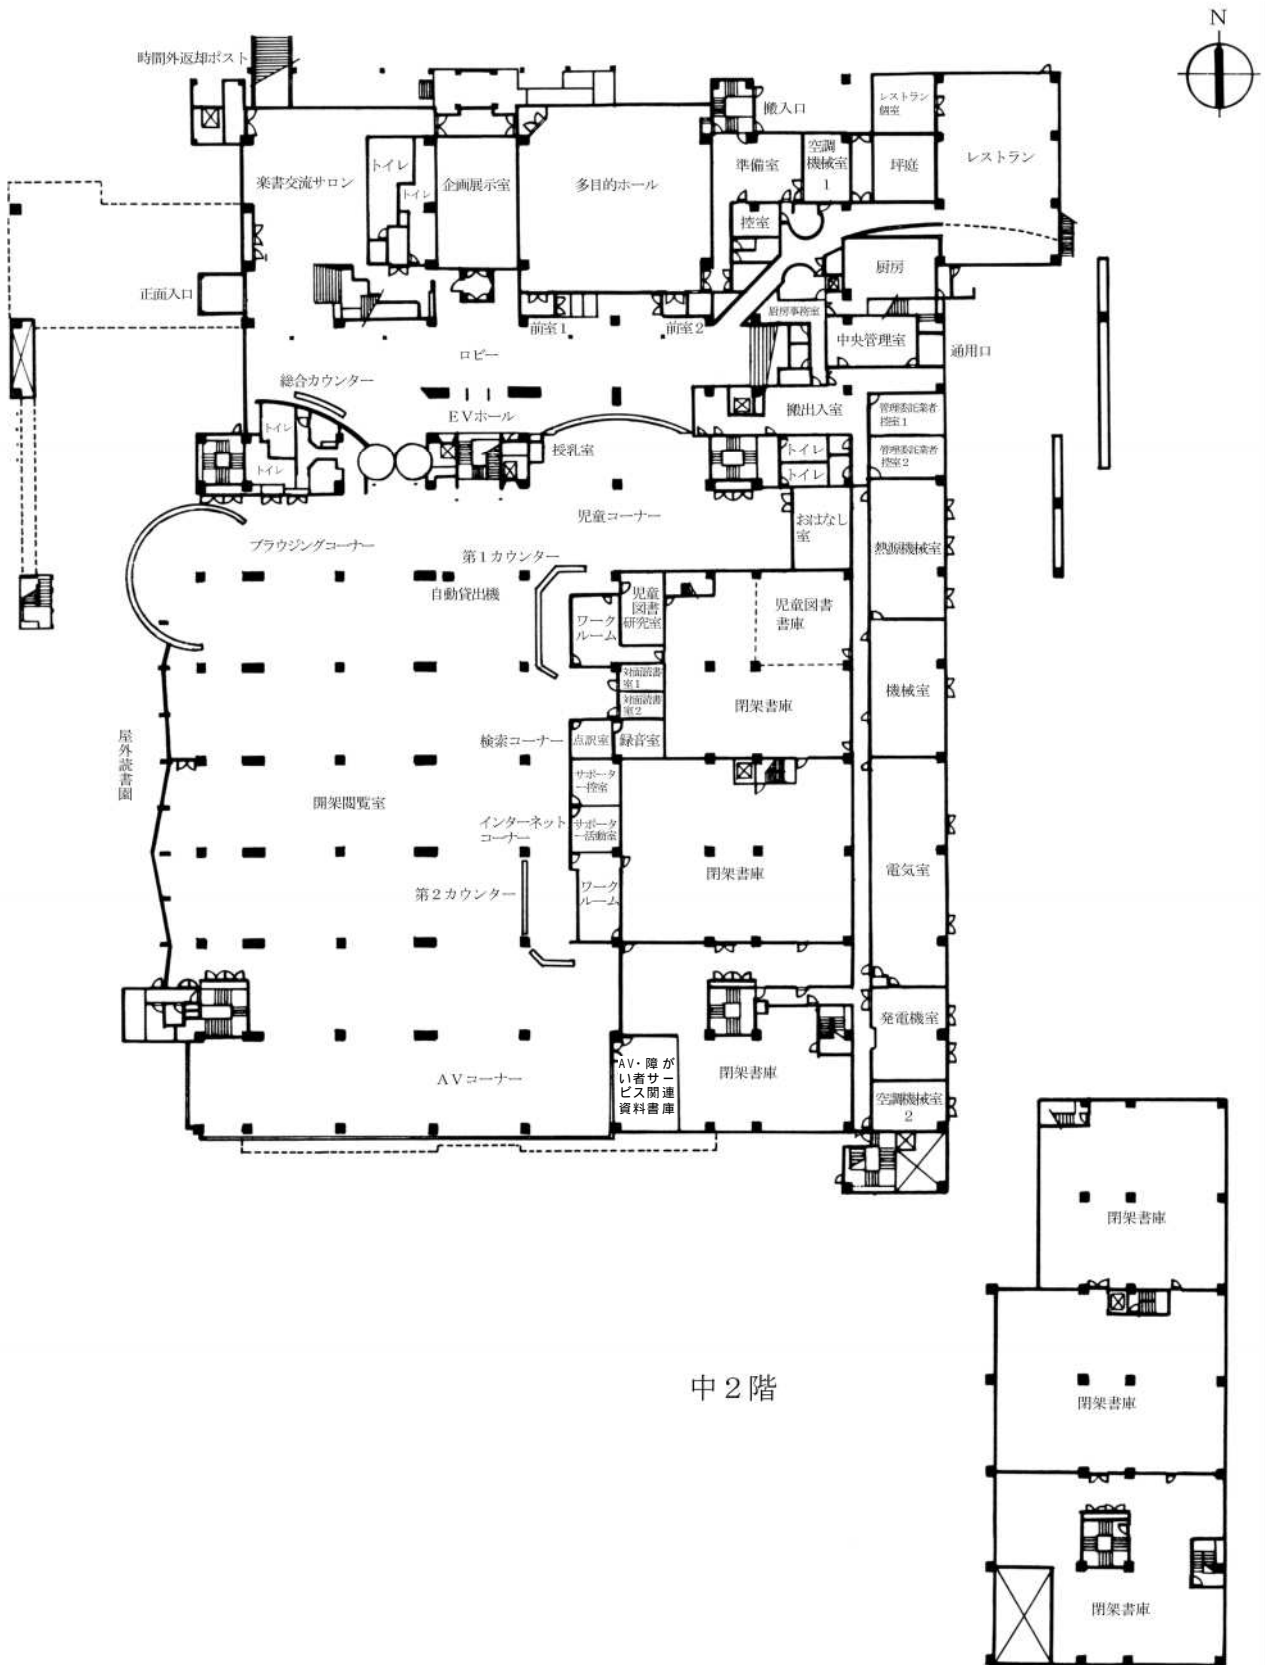 N
時間外返却ポスト
搬入口
レストラン
個室
レストラン
坪庭
空調
機械室
1
準備室
トイレ
トイレ
楽書交流サロン
企画展示室
多目的ホール
控室
厨房
正面入口
厨房事務室
前室1
前室2
中央管理室
通用口
ロビー
総合カウンター
EVホール
搬出入室
管理委託業者
控室1
トイレ
トイレ
授乳室
トイレ
トイレ
管理委託業者
控室2
児童コーナー
おはなし
室
ブラウジングコーナー
第1カウンター
熱源機械室
自動貸出機
児童
図書
研究室
児童図書
書庫
ワーク
ルーム
対面読書
室1
対面読書
室2
閉架書庫
機械室
屋外読書園
検索コーナー
点訳室
録音室
サポータ
ー控室
開架閲覧室
インターネット
コーナー
サポータ
ー活動室
閉架書庫
電気室
第2カウンター
ワーク
ルーム
発電機室
AVコーナー
AV・障が
い者サー
ビス関連
資料書庫
閉架書庫
空調機械室
2
閉架書庫
中2階
閉架書庫
閉架書庫